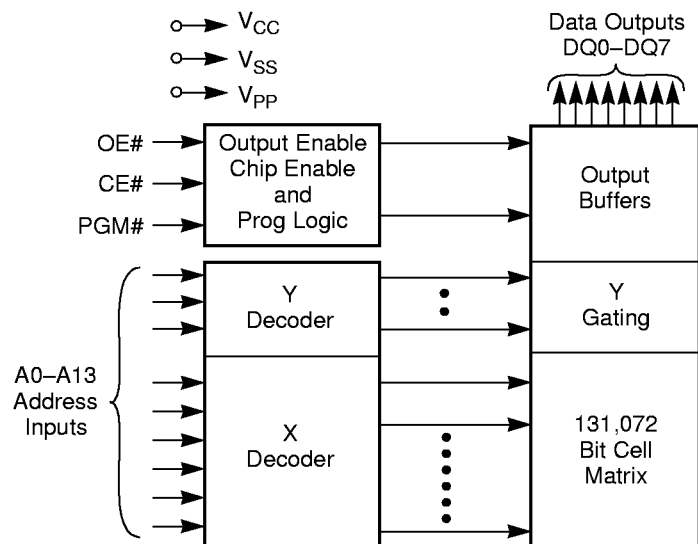 VCC
VSS
VPP
Data Outputs
DQ0–DQ7
OE#
CE#
PGM#
Output Enable
Chip Enable
and
Prog Logic
Output
Buffers
A0–A13
Address
Inputs
Y
Decoder
Y
Gating
X
Decoder
131,072
Bit Cell
Matrix